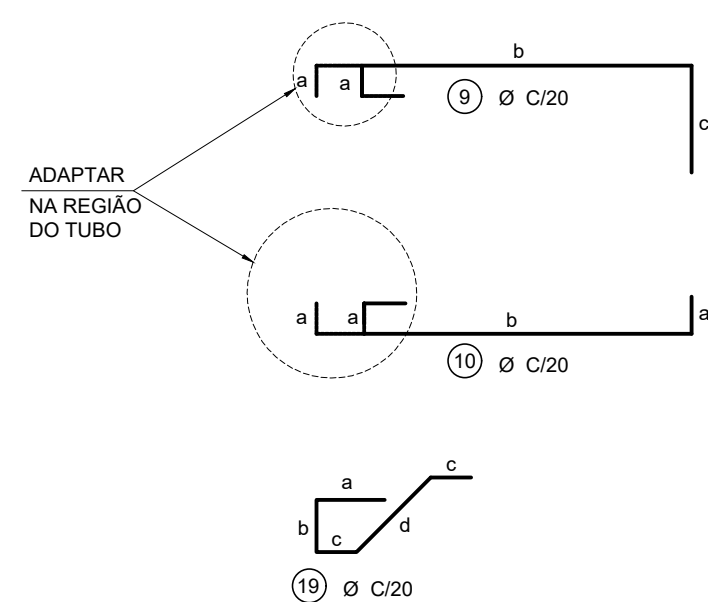 b
a
a
9 Ø C/20
c
ADAPTAR
NA REGIÃO
DO TUBO
a
a
b
a
10 Ø C/20
c
a
b
c
d
19 Ø C/20